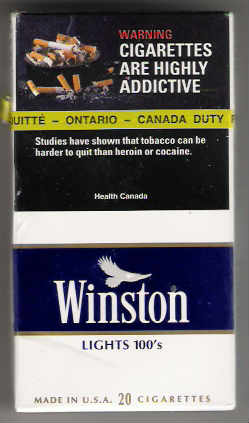 WARNING
CIGARETTES
ARE HIGHLY
ADDICTIVE
UITTÉ – ONTARIO – CANADA DUTY
Studies have shown that tobacco can be
harder to quit than heroin or cocaine.
Health Canada
Winston
LIGHTS 100's
MADE IN U.S.A. 20 CIGARETTES